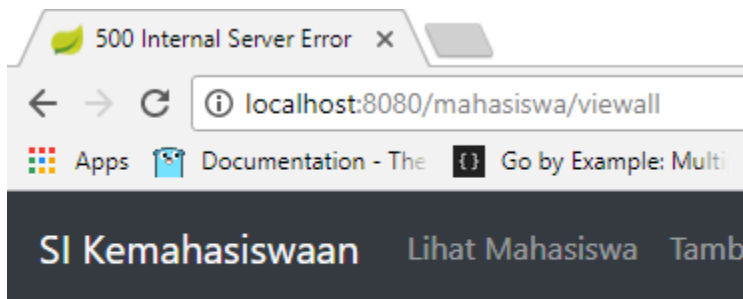 500 Internal Server Error
localhost:8080/mahasiswa/viewall
Apps Documentation - The Go by Example: Multi
SI Kemahasiswaan Lihat Mahasiswa Tamb